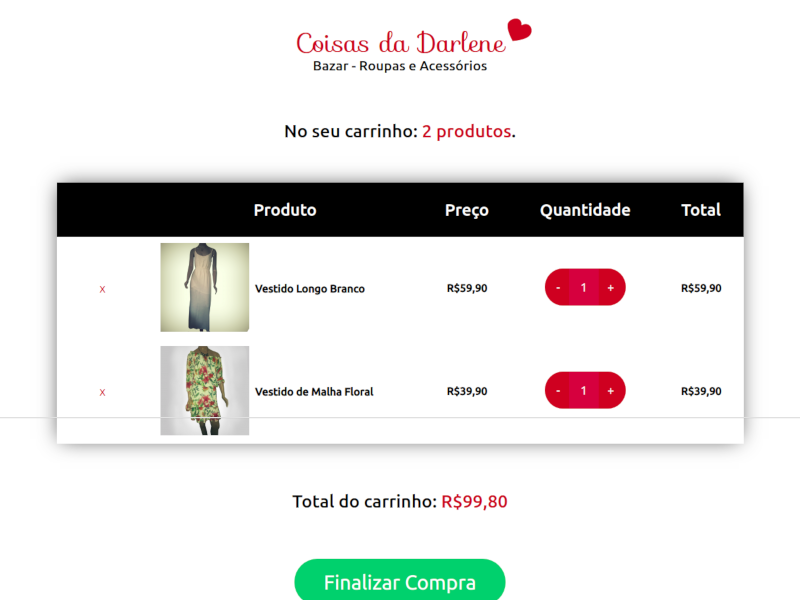 Coisas da Darlene
Bazar - Roupas e Acessórios
No seu carrinho: 2 produtos.
Produto Preço Quantidade Total
X Vestido Longo Branco R$59,90 - 1 + R$59,90
X Vestido de Malha Floral R$39,90 - 1 + R$39,90
Total do carrinho: R$99,80
Finalizar Compra